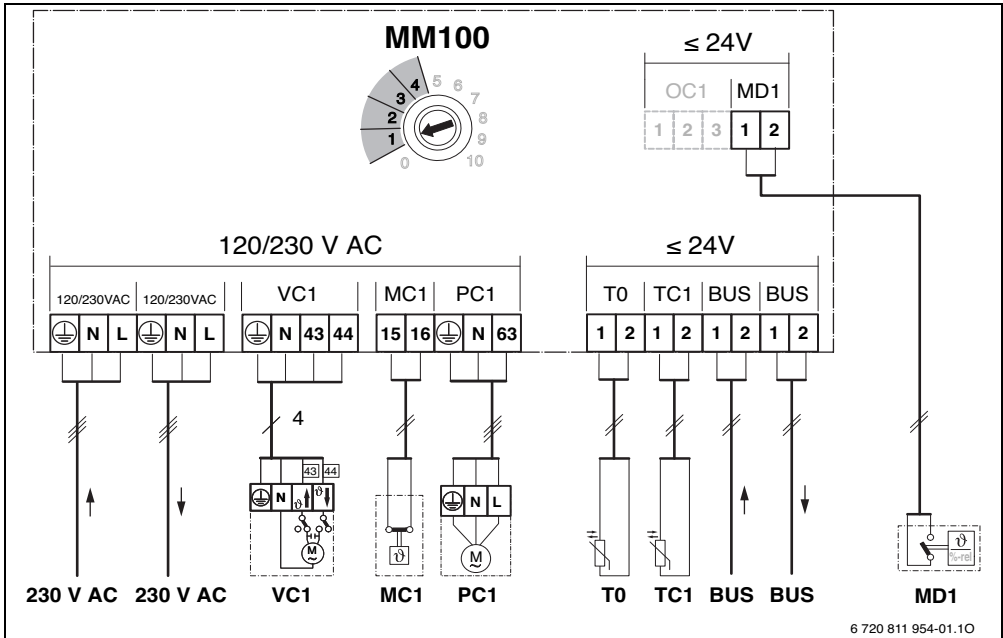 MM100
≤ 24V
OC1 MD1
1 2 3 1 2
0 1 2 3 4 5 6 7 8 9 10
120/230 V AC
≤ 24V
120/230VAC 120/230VAC VC1 MC1 PC1 T0 TC1 BUS BUS
N L N L N 43 44 15 16 N 63 1 2 1 2 1 2 1 2
4
43 44
N ϑ ϑ
N L
M
~
ϑ
M
~
ϑ
%-rel
230 V AC 230 V AC VC1 MC1 PC1 T0 TC1 BUS BUS MD1
6 720 811 954-01.1O